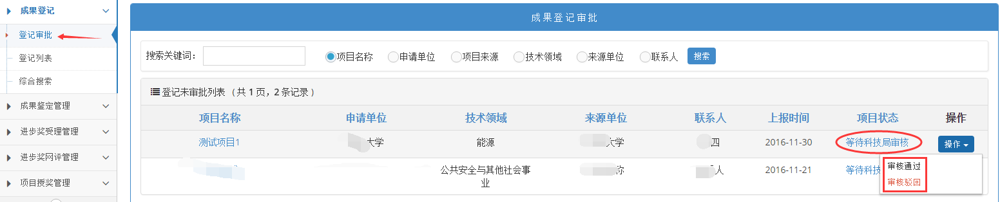 成果登记
登记审批
登记列表
综合搜索
成果鉴定管理
进步奖受理管理
进步奖网评管理
项目授奖管理
成果登记审批
搜索关键词： 项目名称 申请单位 项目来源 技术领域 来源单位 联系人 搜索
登记未审批列表 （共 1 页，2 条记录 ）
项目名称 申请单位 技术领域 来源单位 联系人 上报时间 项目状态 操作
测试项目1 大学 能源 大学 四 2016-11-30 等待科技局审核 操作
公共安全与其他社会事 称 人 2016-11-21 等待科技
业
审核通过
审核驳回